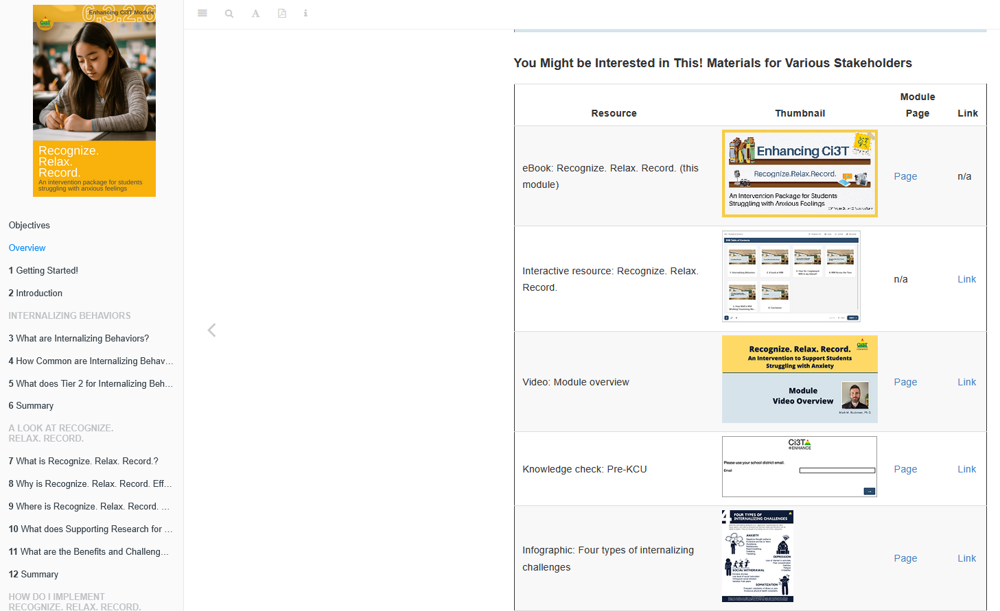 Enhancing Ci3T Module
6.3.2.6
Ci3T
Recognize.
Relax.
Record.
An intervention package for students
struggling with anxious feelings
Objectives
Overview
1 Getting Started!
2 Introduction
INTERNALIZING BEHAVIORS
3 What are Internalizing Behaviors?
4 How Common are Internalizing Behav…
5 What does Tier 2 for Internalizing Beh…
6 Summary
A LOOK AT RECOGNIZE.
RELAX. RECORD.
7 What is Recognize. Relax. Record.?
8 Why is Recognize. Relax. Record. Eff…
9 Where is Recognize. Relax. Record. …
10 What does Supporting Research for …
11 What are the Benefits and Challeng…
12 Summary
HOW DO I IMPLEMENT
RECOGNIZE. RELAX. RECORD.
You Might be Interested in This! Materials for Various Stakeholders
Resource Thumbnail Module Page Link
eBook: Recognize. Relax. Record. (this
module)
Enhancing Ci3T
Recognize.Relax.Record.
An Intervention Package for Students
Struggling with Anxious Feelings
Page n/a
Interactive resource: Recognize. Relax.
Record.
RRR Table of Contents
n/a Link
Video: Module overview
Recognize. Relax. Record.
An Intervention to Support Students
Struggling with Anxiety
Module
Video Overview
Mark M. Buckman, Ph.D.
Page Link
Knowledge check: Pre-KCU
Ci3T
+ENHANCE
Please use your school district email.
Email
Page Link
Infographic: Four types of internalizing
challenges
4 FOUR TYPES OF
INTERNALIZING CHALLENGES
ANXIETY
DEPRESSION
SOCIAL WITHDRAWAL
SOMATIZATION
Page Link